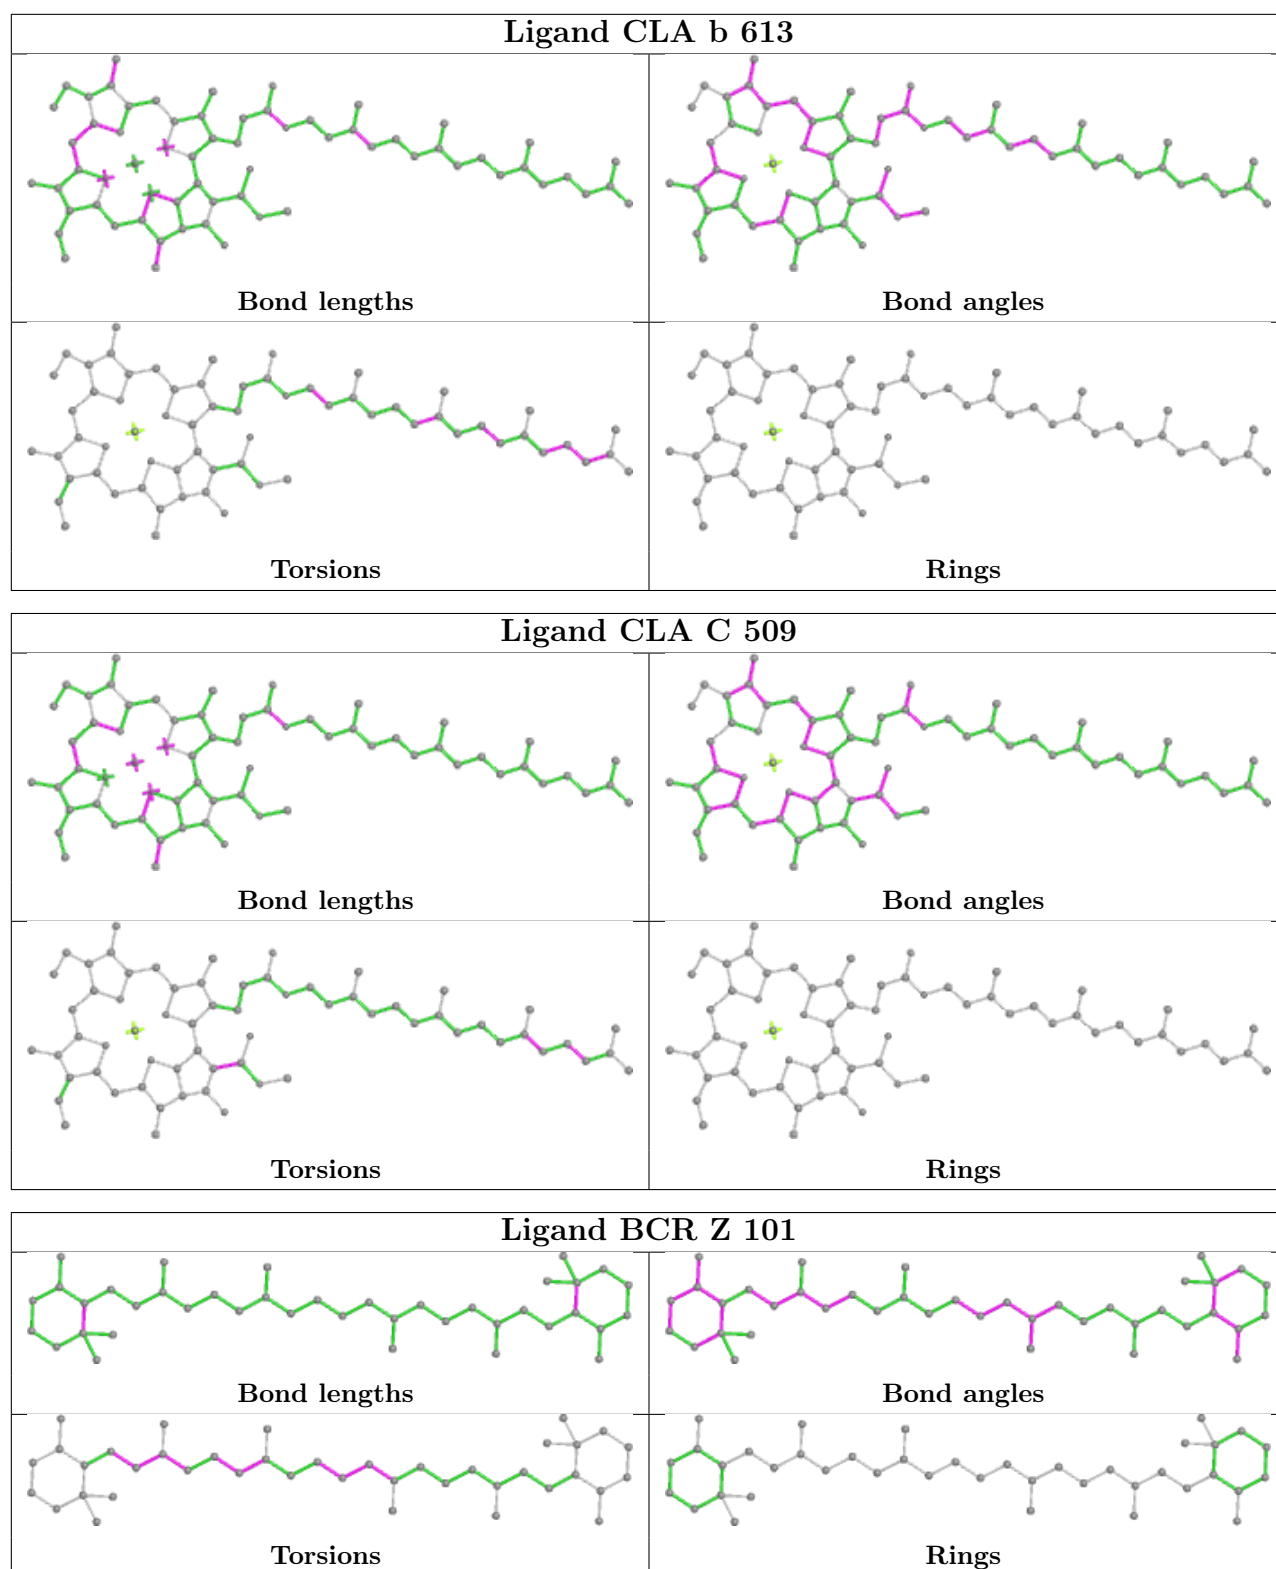 Ligand CLA b 613
Bond lengths
Bond angles
Torsions
Rings
Ligand CLA C 509
Bond lengths
Bond angles
Torsions
Rings
Ligand BCR Z 101
Bond lengths
Bond angles
Torsions
Rings